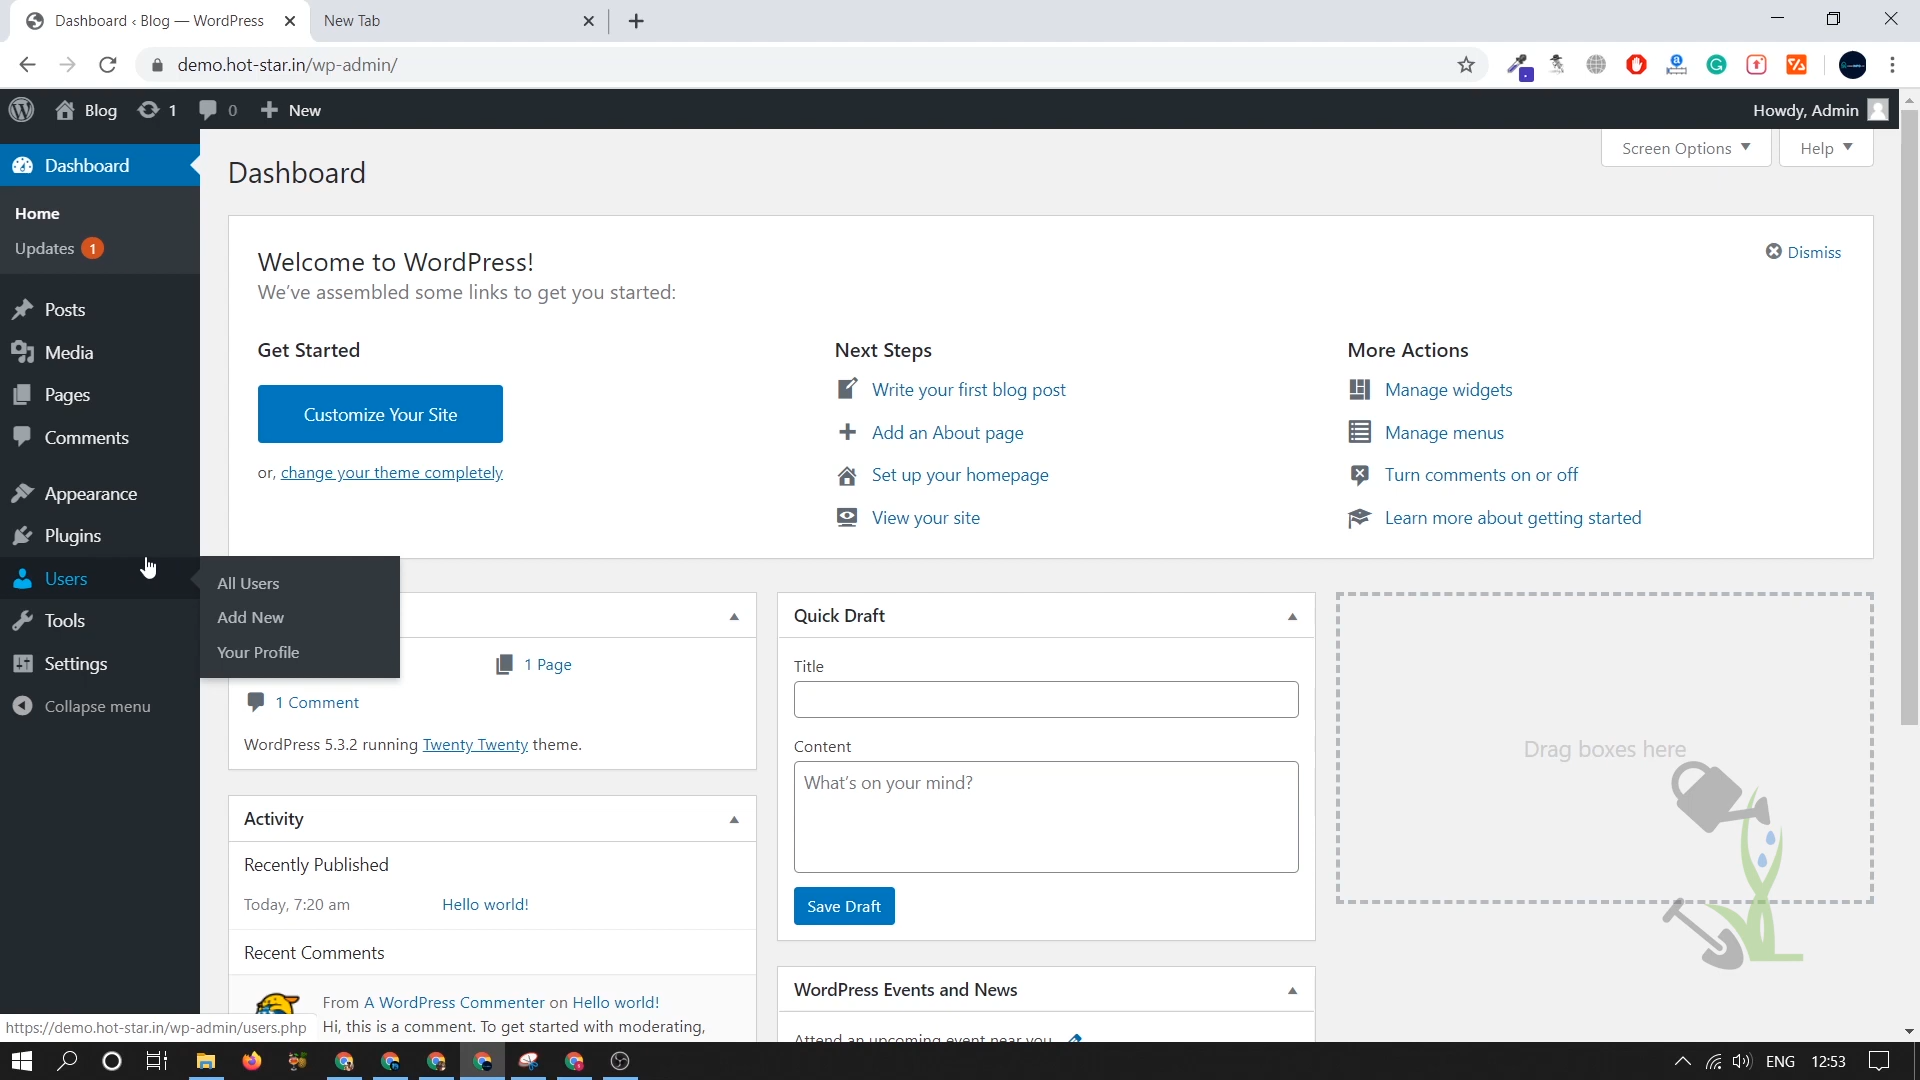 Dashboard ‹ Blog — WordPress
New Tab
demo.hot-star.in/wp-admin/
Blog
1
0
New
Howdy, Admin
Dashboard
Home
Updates 1
Posts
Media
Pages
Comments
Appearance
Plugins
Users
Tools
Settings
Collapse menu
All Users
Add New
Your Profile
Dashboard
Screen Options
Help
Welcome to WordPress!
We've assembled some links to get you started:
Dismiss
Get Started
Customize Your Site
or, change your theme completely
Next Steps
Write your first blog post
Add an About page
Set up your homepage
View your site
More Actions
Manage widgets
Manage menus
Turn comments on or off
Learn more about getting started
1 Page
1 Comment
WordPress 5.3.2 running Twenty Twenty theme.
Activity
Recently Published
Today, 7:20 am
Hello world!
Recent Comments
From A WordPress Commenter on Hello world!
Hi, this is a comment. To get started with moderating,
Quick Draft
Title
Content
What's on your mind?
Save Draft
WordPress Events and News
Attend an upcoming event near you
Drag boxes here
https://demo.hot-star.in/wp-admin/users.php
ENG
12:53